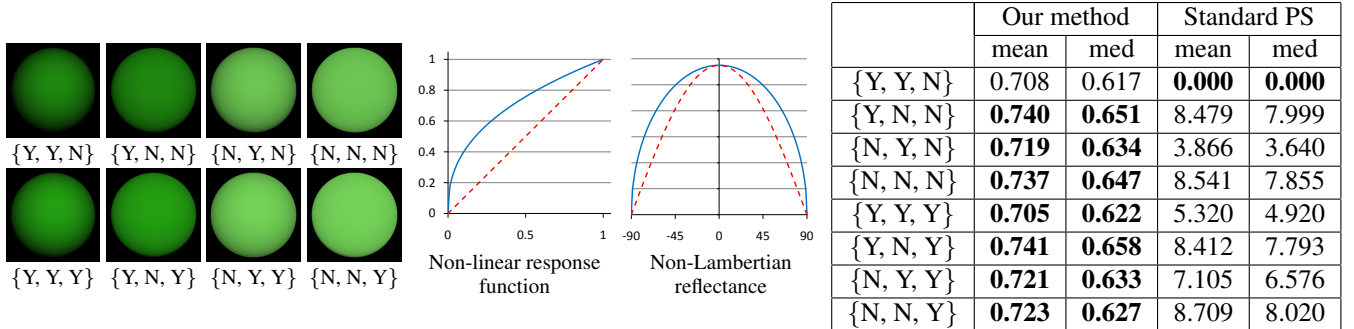 {Y, Y, N} {Y, N, N} {N, Y, N} {N, N, N}
{Y, Y, Y} {Y, N, Y} {N, Y, Y} {N, N, Y}
1
0.8
0.6
0.4
0.2
0
0 0.5 1
Non-linear response
function
-90 -45 0 45 90
Non-Lambertian
reflectance
Our method Standard PS
mean med mean med
{Y, Y, N} 0.708 0.617 0.000 0.000
{Y, N, N} 0.740 0.651 8.479 7.999
{N, Y, N} 0.719 0.634 3.866 3.640
{N, N, N} 0.737 0.647 8.541 7.855
{Y, Y, Y} 0.705 0.622 5.320 4.920
{Y, N, Y} 0.741 0.658 8.412 7.793
{N, Y, Y} 0.721 0.633 7.105 6.576
{N, N, Y} 0.723 0.627 8.709 8.020